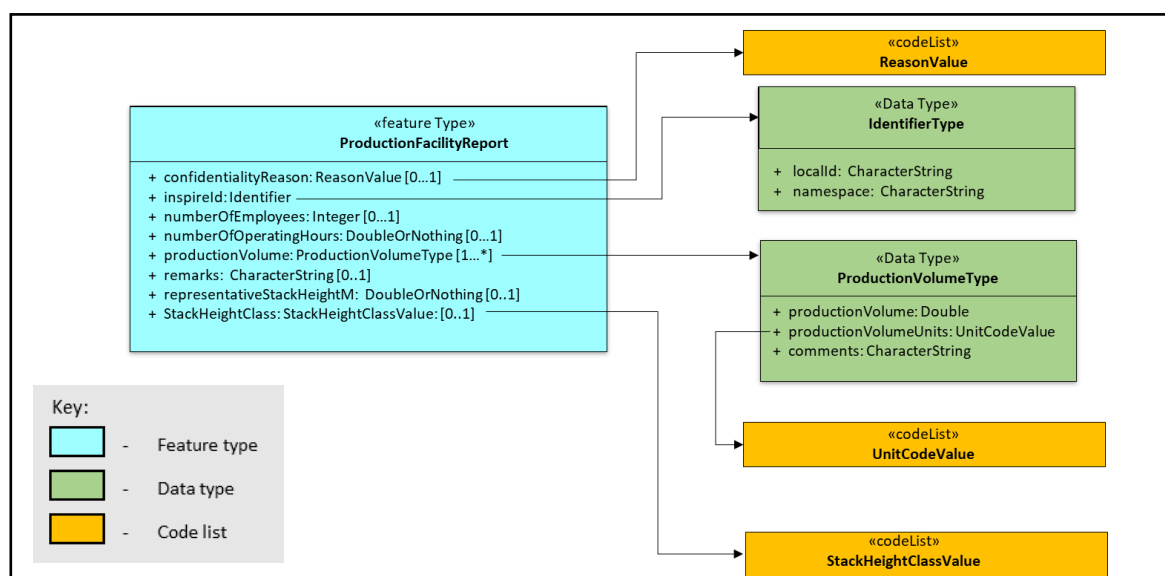 «codeList»
ReasonValue
«Data Type»
IdentifierType
+ localId: CharacterString
+ namespace: CharacterString
«feature Type»
ProductionFacilityReport
+ confidentialityReason: ReasonValue [0...1]
+ inspireId: Identifier
+ numberOfEmployees: Integer [0...1]
+ numberOfOperatingHours: DoubleOrNothing [0...1]
+ productionVolume: ProductionVolumeType [1...*]
+ remarks: CharacterString [0..1]
+ representativeStackHeightM: DoubleOrNothing [0..1]
+ StackHeightClass: StackHeightClassValue: [0..1]
«Data Type»
ProductionVolumeType
+ productionVolume: Double
+ productionVolumeUnits: UnitCodeValue
+ comments: CharacterString
«codeList»
UnitCodeValue
«codeList»
StackHeightClassValue
Key:
- Feature type
- Data type
- Code list